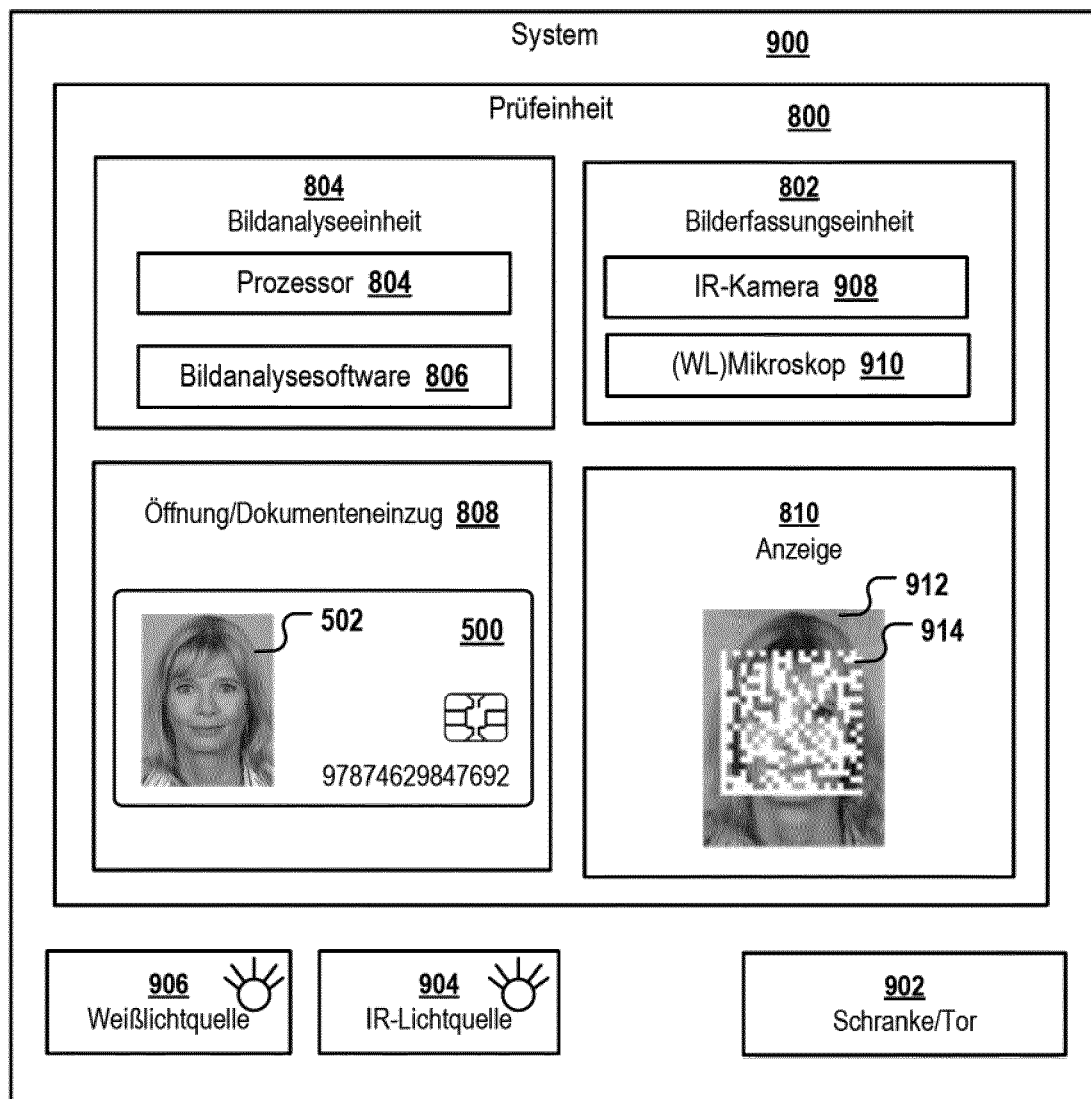 System 900
Prüfeinheit 800
804
Bildanalyseeinheit
Prozessor 804
Bildanalysesoftware 806
802
Bilderfassungseinheit
IR-Kamera 908
(WL)Mikroskop 910
Öffnung/Dokumenteneinzug 808
502
500
97874629847692
810
Anzeige
912
914
906
Weißlichtquelle
904
IR-Lichtquelle
902
Schranke/Tor